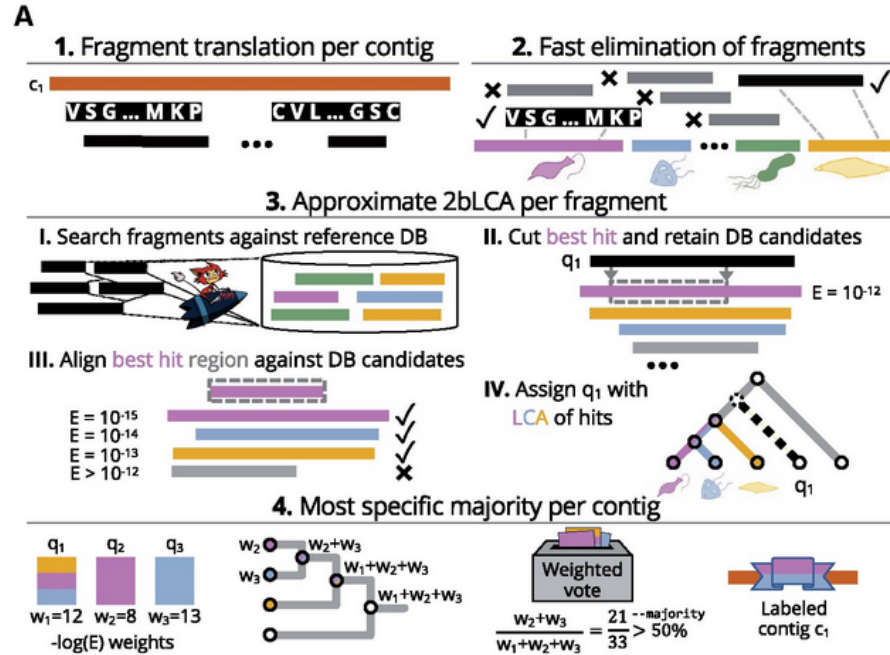 A
1. Fragment translation per contig
c₁
VSG...MKP CVL...GSC
...
2. Fast elimination of fragments
VSG...MKP
...
3. Approximate 2bLCA per fragment
I. Search fragments against reference DB
II. Cut best hit and retain DB candidates
q₁
E = 10⁻¹²
...
III. Align best hit region against DB candidates
E = 10⁻¹⁵
E = 10⁻¹⁴
E = 10⁻¹³
E > 10⁻¹²
IV. Assign q₁ with
LCA of hits
q₁
4. Most specific majority per contig
q₁ q₂ q₃
w₁=12 w₂=8 w₃=13
-log(E) weights
w₂
w₃
w₂+w₃
w₁+w₂+w₃
w₁+w₂+w₃
Weighted
vote
w₂+w₃ / w₁+w₂+w₃ = 21 / 33 > 50%
--majority
Labeled
contig c₁